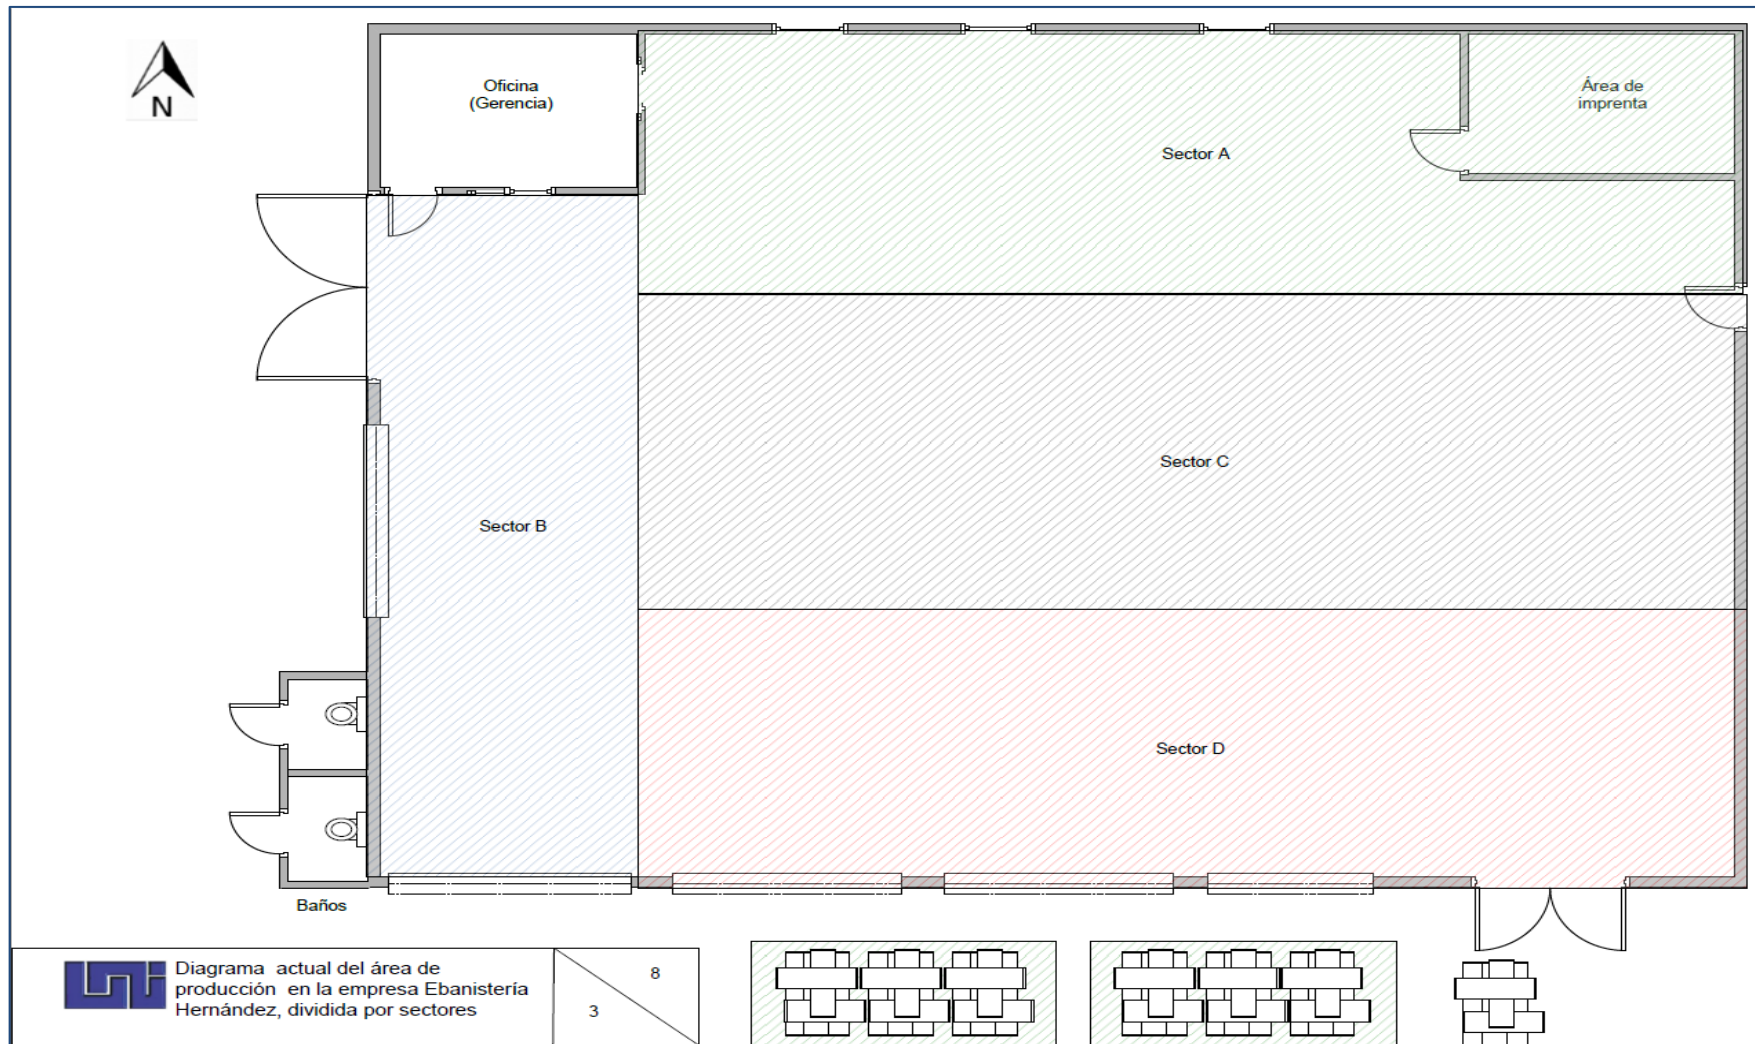 N
Oficina
(Gerencia)
Área de
imprenta
Sector A
Sector C
Sector B
Sector D
Baños
Diagrama actual del área de
producción en la empresa Ebanistería
Hernández, dividida por sectores
8
3